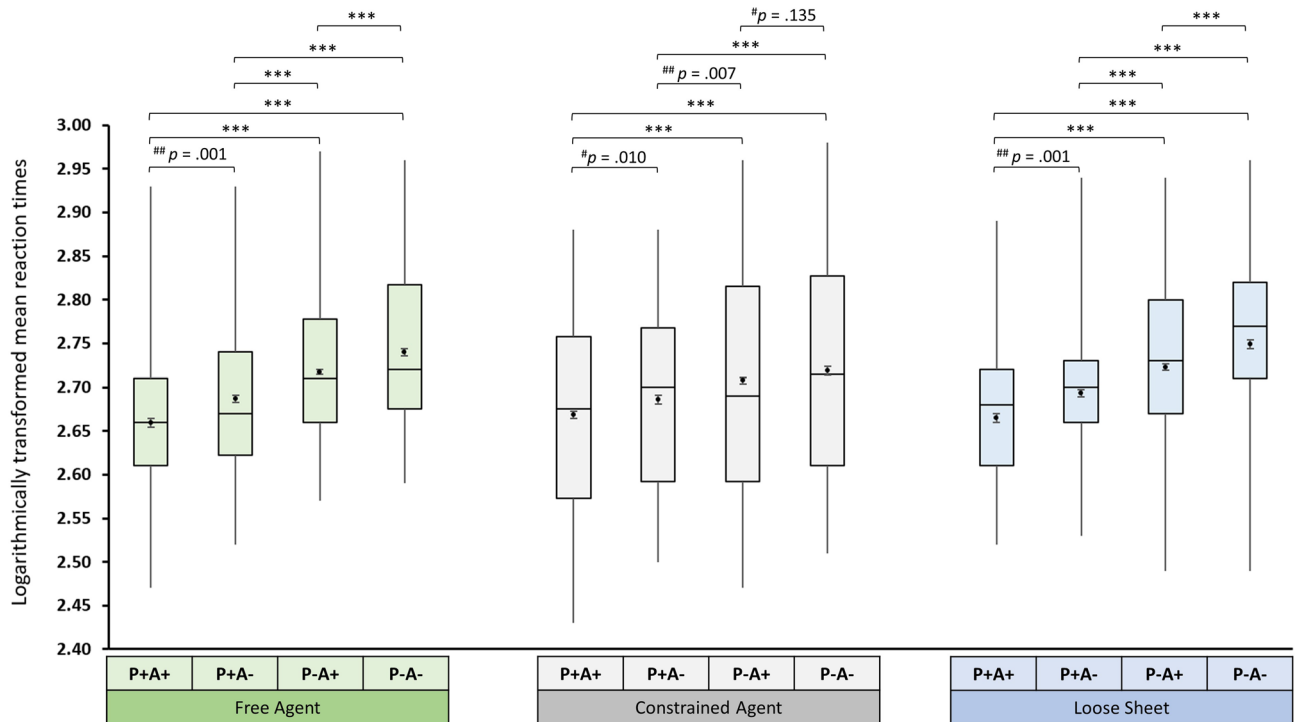 *** # p = .135 ***
*** *** ***
*** ## p = .007 ***
*** *** ***
*** *** ***
## p = .001 # p = .010 ## p = .001
Logarithmically transformed mean reaction times
3.00
2.95
2.90
2.85
2.80
2.75
2.70
2.65
2.60
2.55
2.50
2.45
2.40
P+A+ P+A- P-A+ P-A- P+A+ P+A- P-A+ P-A- P+A+ P+A- P-A+ P-A-
Free Agent Constrained Agent Loose Sheet